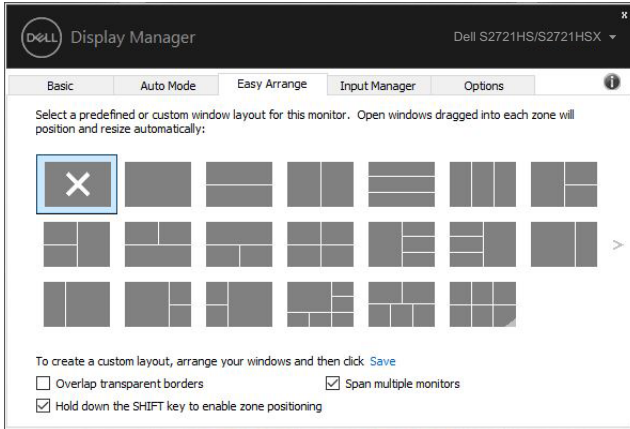 x
DELL Display Manager Dell S2721HS/S2721HSX
Basic Auto Mode Easy Arrange Input Manager Options i
Select a predefined or custom window layout for this monitor. Open windows dragged into each zone will
position and resize automatically:
>
To create a custom layout, arrange your windows and then click Save
Overlap transparent borders Span multiple monitors
Hold down the SHIFT key to enable zone positioning